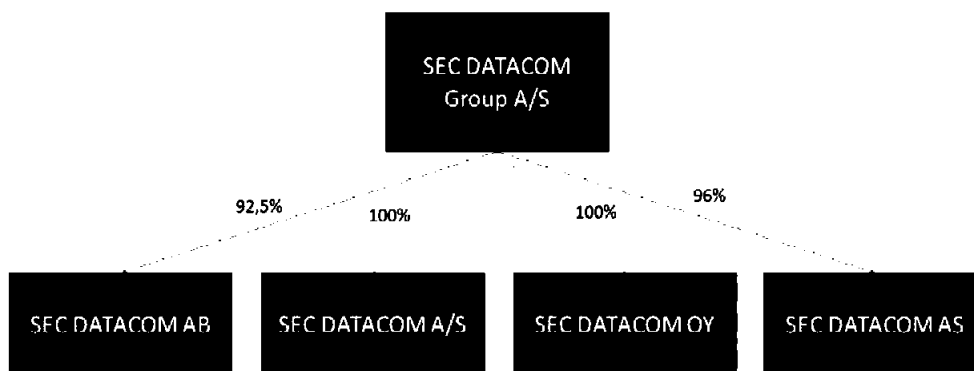 SEC DATACOM
Group A/S
92,5%
100%
100%
96%
SEC DATACOM AB
SEC DATACOM A/S
SEC DATACOM OY
SEC DATACOM AS